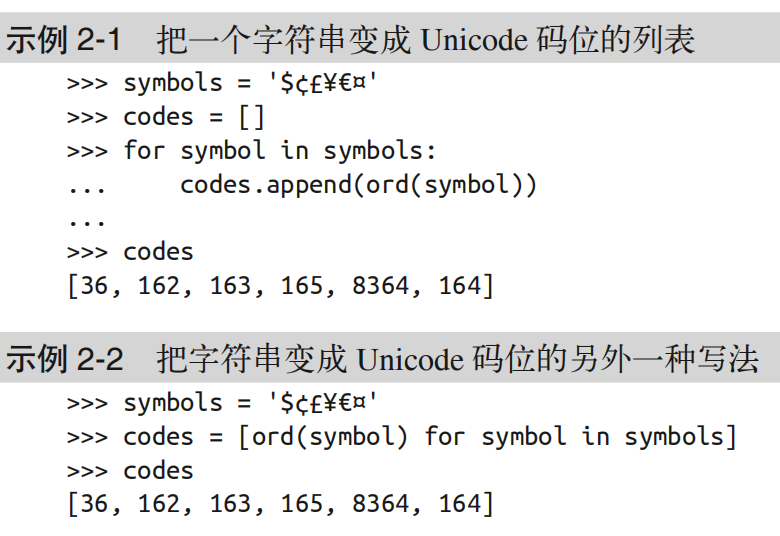 示例 2-1 把一个字符串变成 Unicode 码位的列表
>>> symbols = '$¢£¥€¤'
>>> codes = []
>>> for symbol in symbols:
...     codes.append(ord(symbol))
...
>>> codes
[36, 162, 163, 165, 8364, 164]
示例 2-2 把字符串变成 Unicode 码位的另外一种写法
>>> symbols = '$¢£¥€¤'
>>> codes = [ord(symbol) for symbol in symbols]
>>> codes
[36, 162, 163, 165, 8364, 164]